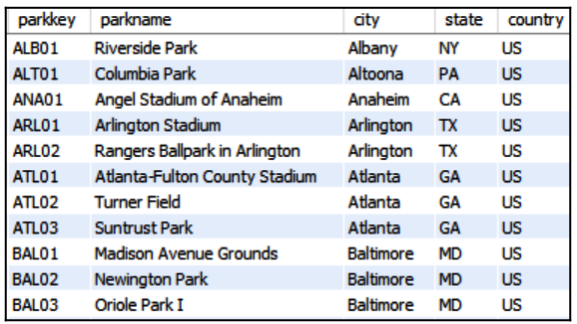 parkkey parkname city state country
ALB01 Riverside Park Albany NY US
ALT01 Columbia Park Altoona PA US
ANA01 Angel Stadium of Anaheim Anaheim CA US
ARL01 Arlington Stadium Arlington TX US
ARL02 Rangers Ballpark in Arlington Arlington TX US
ATL01 Atlanta-Fulton County Stadium Atlanta GA US
ATL02 Turner Field Atlanta GA US
ATL03 Suntrust Park Atlanta GA US
BAL01 Madison Avenue Grounds Baltimore MD US
BAL02 Newington Park Baltimore MD US
BAL03 Oriole Park I Baltimore MD US